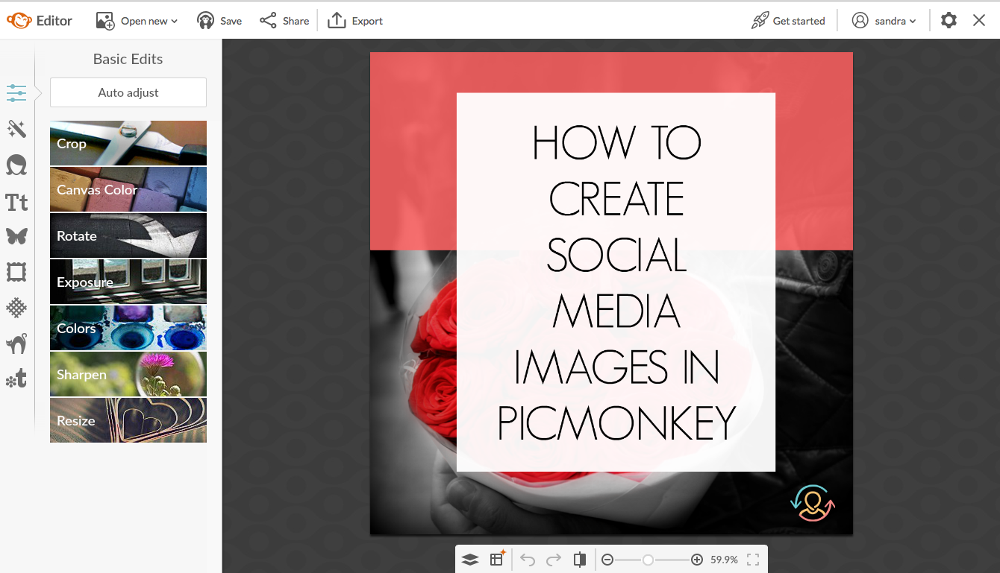 Editor
Open new
Save
Share
Export
Get started
sandra
Basic Edits
Auto adjust
Crop
Canvas Color
Rotate
Exposure
Colors
Sharpen
Resize
Tt
t
HOW TO
CREATE
SOCIAL
MEDIA
IMAGES IN
PICMONKEY
59.9%